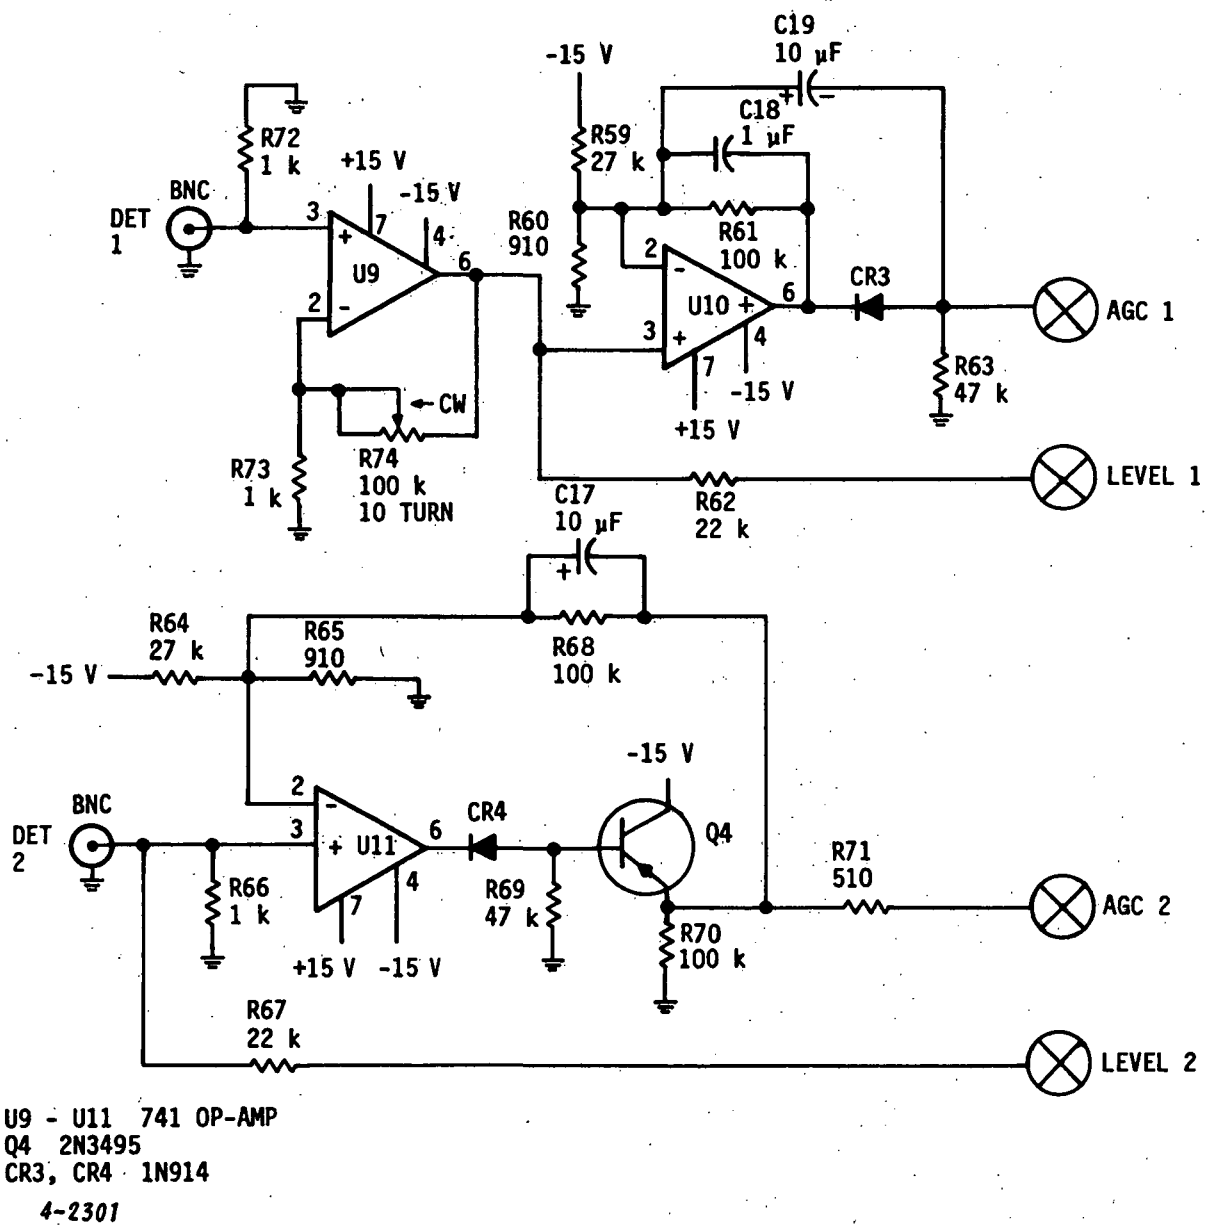 C19
10 µF
-15 V
C18
1 µF
+ −
R72
1 k
R59
27 k
+15 V
-15 V
BNC
DET
1
3
+
7
4
U9
6
2
-
R60
910
R61
100 k
2
-
U10
+
6
3
+
7
4
-15 V
+15 V
CR3
AGC 1
R63
47 k
CW
R73
1 k
R74
100 k
10 TURN
R62
22 k
LEVEL 1
C17
10 µF
+
R64
27 k
R65
910
R68
100 k
-15 V
-15 V
BNC
DET
2
2
-
3
+
U11
6
7
4
+15 V
-15 V
CR4
Q4
R66
1 k
R69
47 k
R70
100 k
R71
510
AGC 2
R67
22 k
LEVEL 2
U9 - U11 741 OP-AMP
Q4 2N3495
CR3, CR4 1N914
4-2301